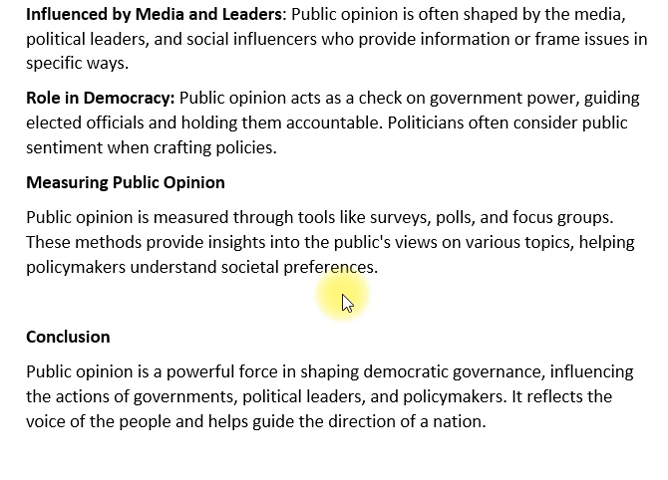 Influenced by Media and Leaders: Public opinion is often shaped by the media,
political leaders, and social influencers who provide information or frame issues in
specific ways.
Role in Democracy: Public opinion acts as a check on government power, guiding
elected officials and holding them accountable. Politicians often consider public
sentiment when crafting policies.
Measuring Public Opinion
Public opinion is measured through tools like surveys, polls, and focus groups.
These methods provide insights into the public's views on various topics, helping
policymakers understand societal preferences.
Conclusion
Public opinion is a powerful force in shaping democratic governance, influencing
the actions of governments, political leaders, and policymakers. It reflects the
voice of the people and helps guide the direction of a nation.